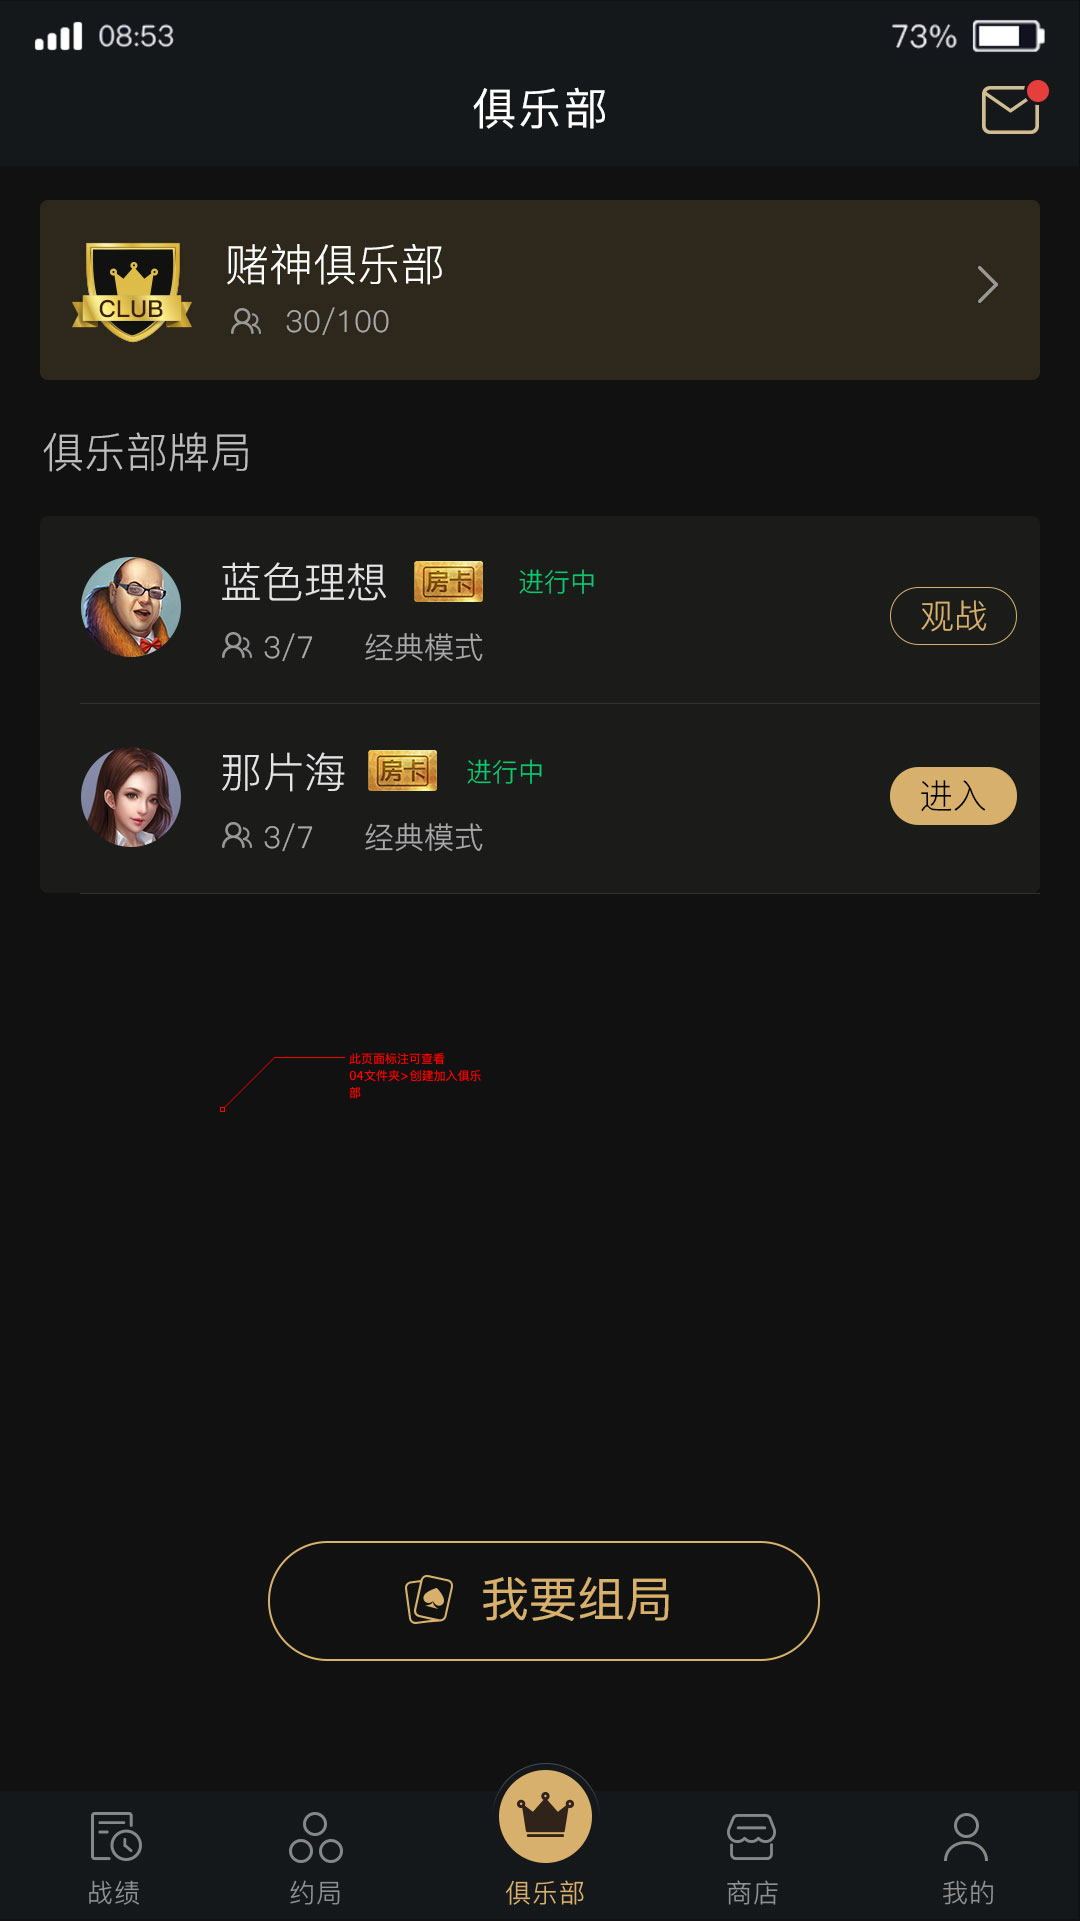 08:53
73%
俱乐部
CLUB
赌神俱乐部
30/100
俱乐部牌局
蓝色理想 房卡 进行中
3/7 经典模式
观战
那片海 房卡 进行中
3/7 经典模式
进入
此页面标注可查看
04文件夹>创建加入俱乐
部
我要组局
战绩
约局
俱乐部
商店
我的